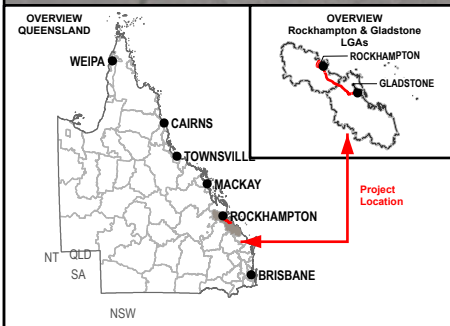 OVERVIEW
QUEENSLAND
WEIPA
CAIRNS
TOWNSVILLE
MACKAY
ROCKHAMPTON
BRISBANE
NT
QLD
SA
NSW
OVERVIEW
Rockhampton & Gladstone
LGAs
ROCKHAMPTON
GLADSTONE
Project
Location